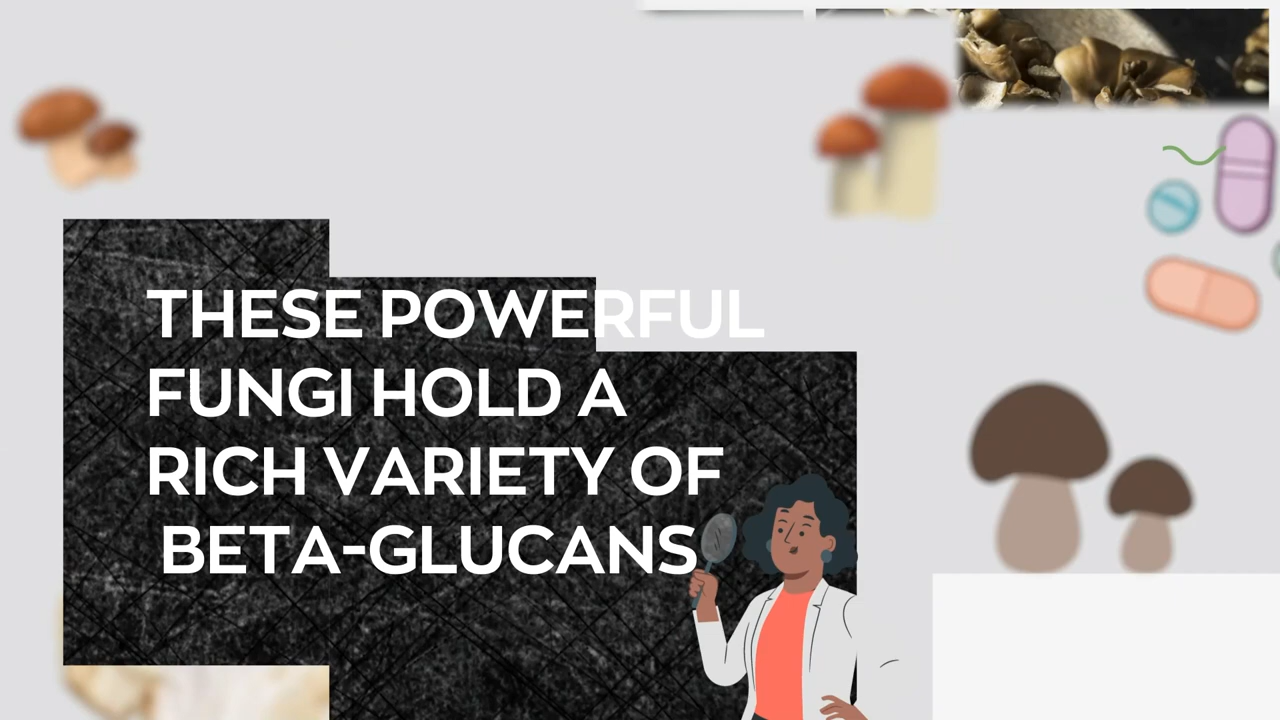 THESE POWERFUL
FUNGI HOLD A
RICH VARIETY OF
BETA-GLUCANS